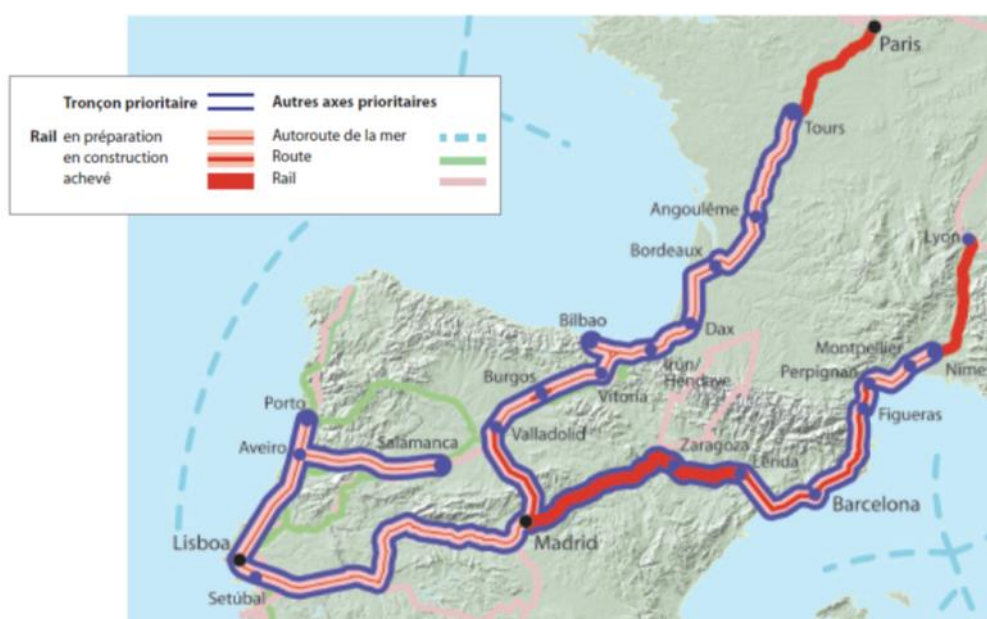 Tronçon prioritaire
Autres axes prioritaires
Rail en préparation
en construction
achevé
Autoroute de la mer
Route
Rail
Paris
Tours
Angoulême
Bordeaux
Lyon
Bilbao
Dax
Irún/
Hendaye
Montpellier
Nîmes
Perpignan
Burgos
Vitoria
Figueras
Porto
Valladolid
Aveiro
Salamanca
Zaragoza
Lérida
Barcelona
Lisboa
Madrid
Setúbal